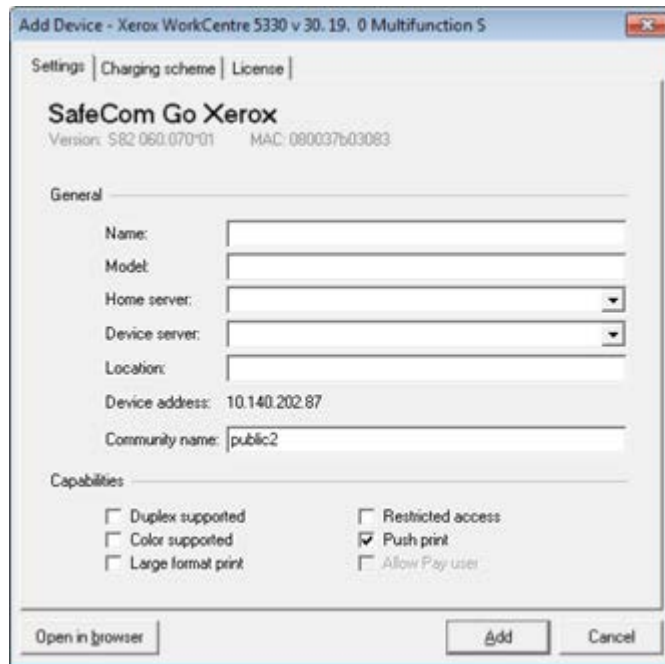 Add Device - Xerox WorkCentre 5330 v 30. 19. 0 Multifunction S
Settings Charging scheme License
SafeCom Go Xerox
Version: S82 060.070*01 MAC: 080037b03083
General
Name:
Model:
Home server:
Device server:
Location:
Device address: 10.140.202.87
Community name: public2
Capabilities
Duplex supported Restricted access
Color supported Push print
Large format print Allow Pay user
Open in browser Add Cancel